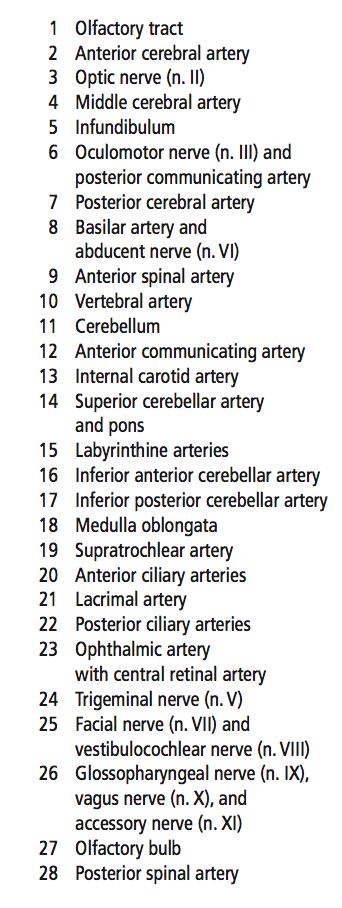 1 Olfactory tract
2 Anterior cerebral artery
3 Optic nerve (n. II)
4 Middle cerebral artery
5 Infundibulum
6 Oculomotor nerve (n. III) and
posterior communicating artery
7 Posterior cerebral artery
8 Basilar artery and
abducent nerve (n. VI)
9 Anterior spinal artery
10 Vertebral artery
11 Cerebellum
12 Anterior communicating artery
13 Internal carotid artery
14 Superior cerebellar artery
and pons
15 Labyrinthine arteries
16 Inferior anterior cerebellar artery
17 Inferior posterior cerebellar artery
18 Medulla oblongata
19 Supratrochlear artery
20 Anterior ciliary arteries
21 Lacrimal artery
22 Posterior ciliary arteries
23 Ophthalmic artery
with central retinal artery
24 Trigeminal nerve (n. V)
25 Facial nerve (n. VII) and
vestibulocochlear nerve (n. VIII)
26 Glossopharyngeal nerve (n. IX),
vagus nerve (n. X), and
accessory nerve (n. XI)
27 Olfactory bulb
28 Posterior spinal artery